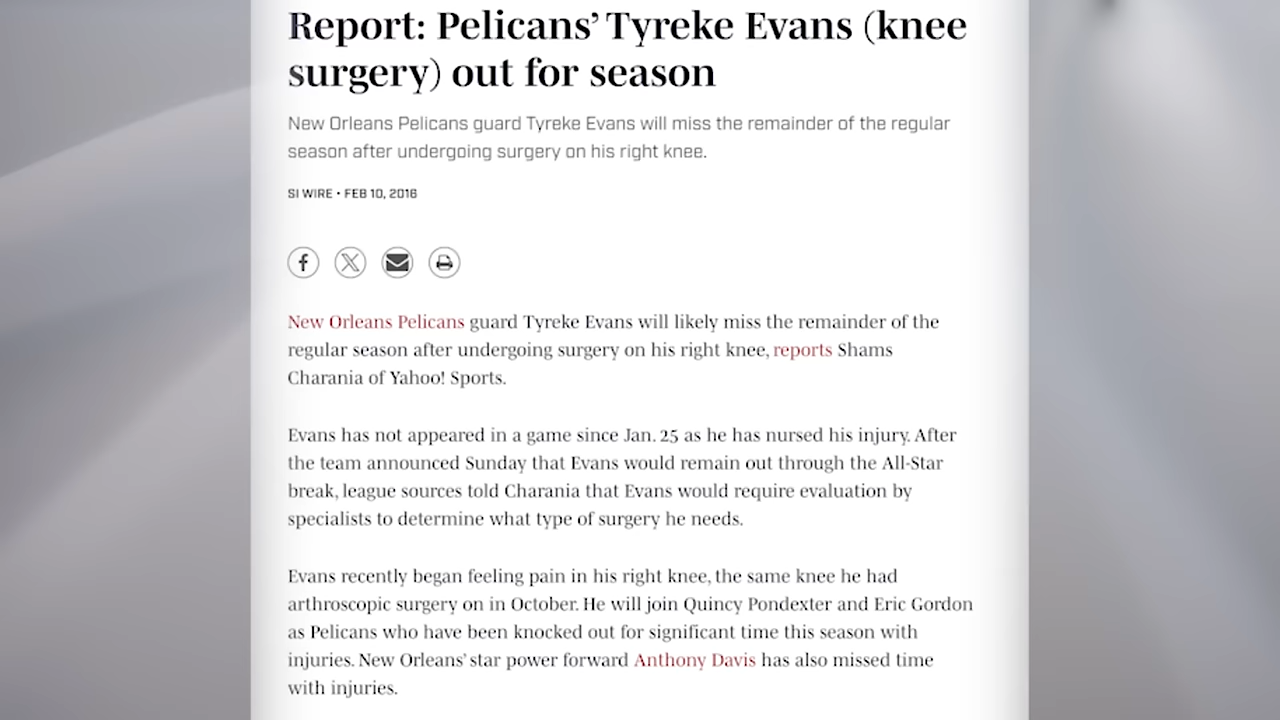 Report: Pelicans’ Tyreke Evans (knee
surgery) out for season
New Orleans Pelicans guard Tyreke Evans will miss the remainder of the regular
season after undergoing surgery on his right knee.
SI WIRE • FEB 10, 2016
New Orleans Pelicans guard Tyreke Evans will likely miss the remainder of the
regular season after undergoing surgery on his right knee, reports Shams
Charania of Yahoo! Sports.
Evans has not appeared in a game since Jan. 25 as he has nursed his injury. After
the team announced Sunday that Evans would remain out through the All-Star
break, league sources told Charania that Evans would require evaluation by
specialists to determine what type of surgery he needs.
Evans recently began feeling pain in his right knee, the same knee he had
arthroscopic surgery on in October. He will join Quincy Pondexter and Eric Gordon
as Pelicans who have been knocked out for significant time this season with
injuries. New Orleans’ star power forward Anthony Davis has also missed time
with injuries.